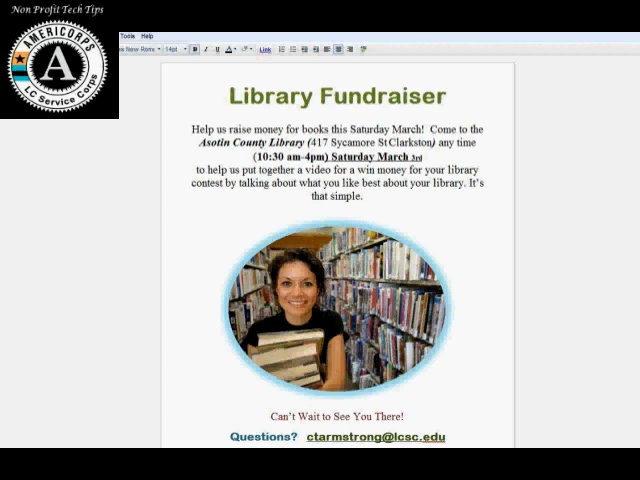 Non Profit Tech Tips
AMERICORPS
A
LC Service Corps
Tools Help
14pt B I U A Link
Library Fundraiser
Help us raise money for books this Saturday March! Come to the
Asotin County Library (417 Sycamore St Clarkston) any time
(10:30 am-4pm) Saturday March 3rd
to help us put together a video for a win money for your library
contest by talking about what you like best about your library. It's
that simple.
Can't Wait to See You There!
Questions? ctarmstrong@lcsc.edu